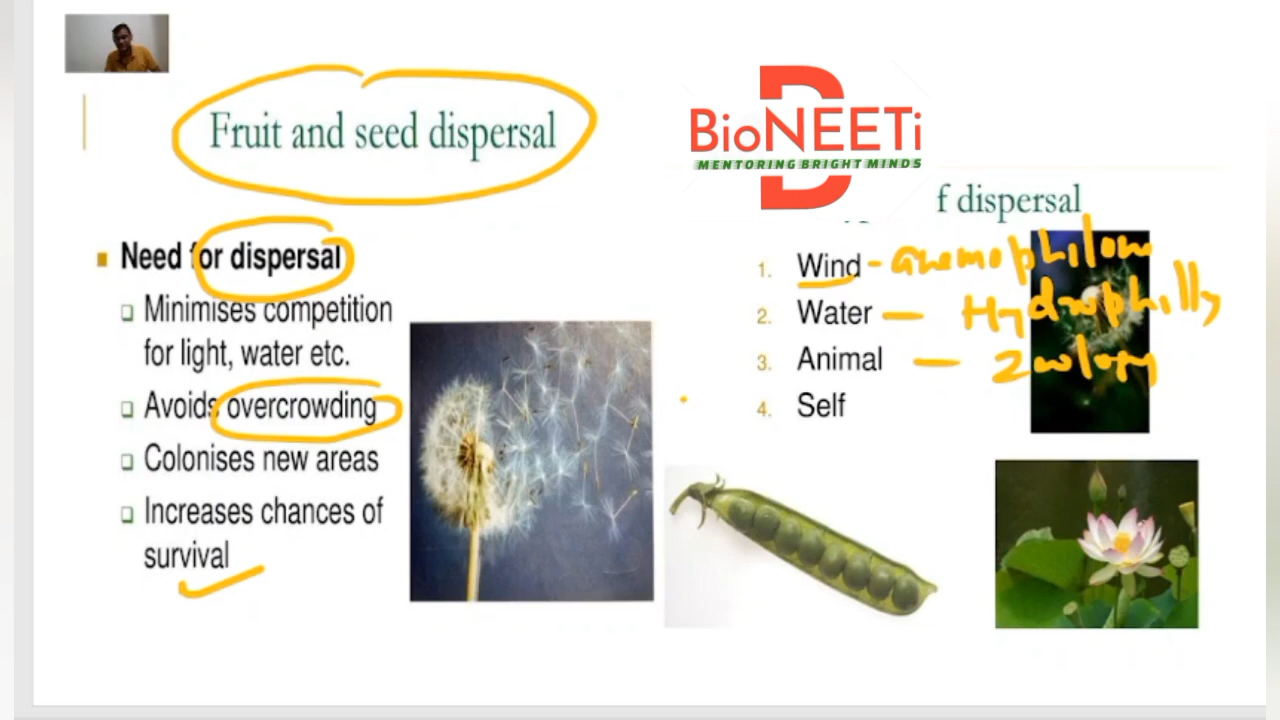 Fruit and seed dispersal
BioNEETi
MENTORING BRIGHT MINDS
f dispersal
Need for dispersal
Minimises competition
for light, water etc.
Avoids overcrowding
Colonises new areas
Increases chances of
survival
1. Wind -
2. Water — Hydrophilly
3. Animal —
4. Self